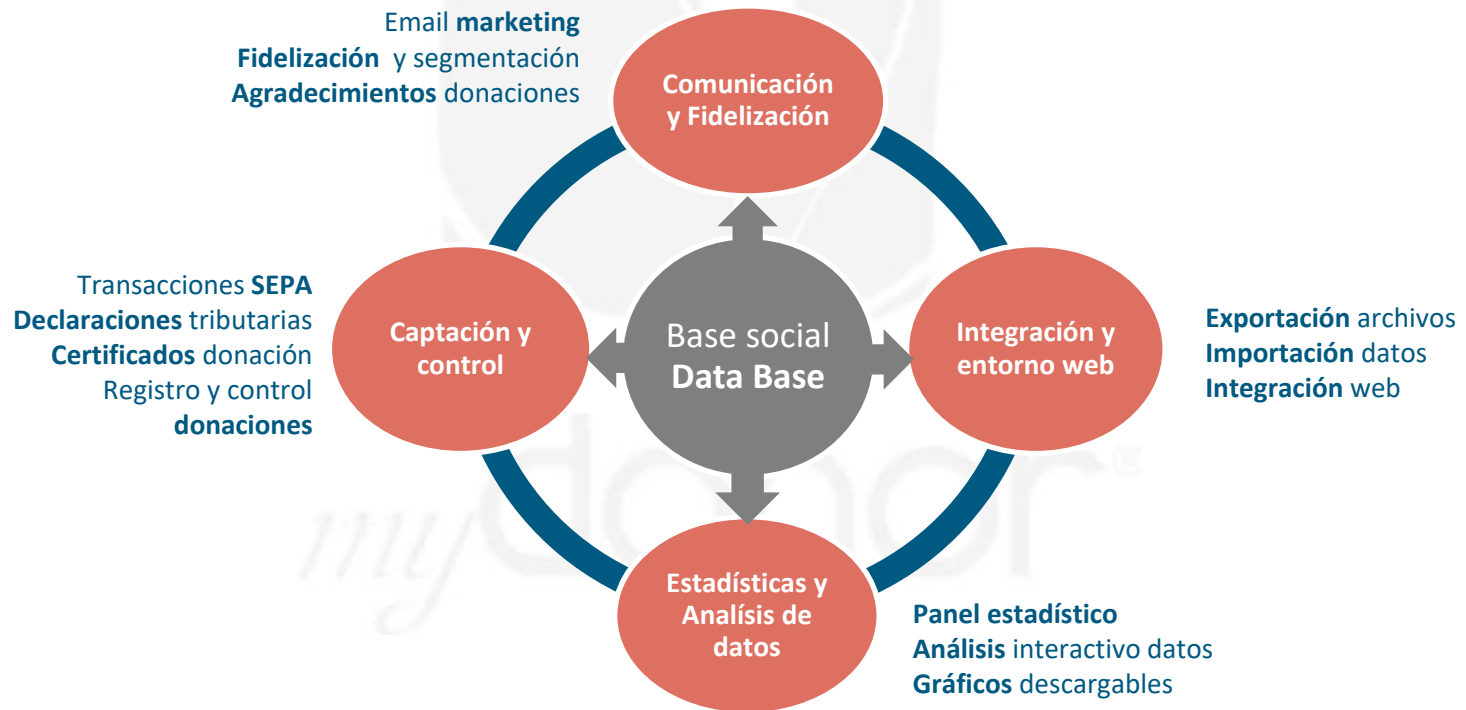 Email marketing
Fidelización y segmentación
Agradecimientos donaciones
Comunicación
y Fidelización
Transacciones SEPA
Declaraciones tributarias
Certificados donación
Registro y control
donaciones
Captación y
control
Base social
Data Base
Integración y
entorno web
Exportación archivos
Importación datos
Integración web
Estadísticas y
Analísis de
datos
Panel estadístico
Análisis interactivo datos
Gráficos descargables
mydonor®